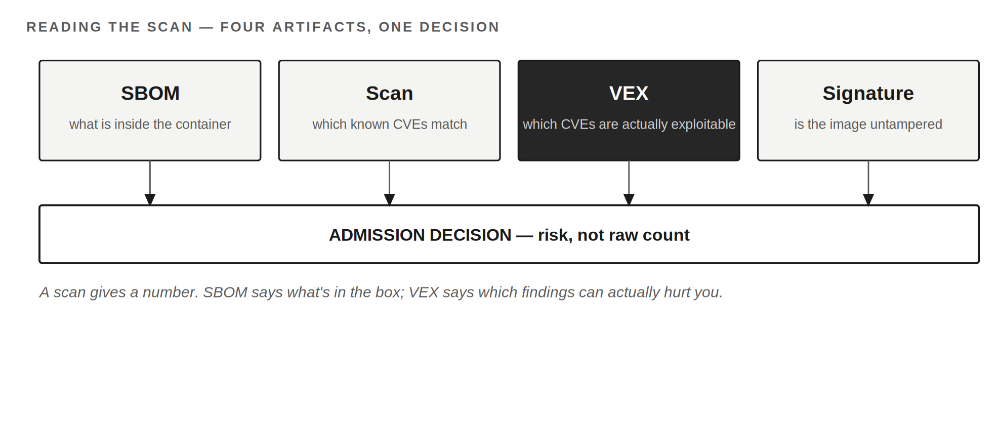 READING THE SCAN — FOUR ARTIFACTS, ONE DECISION
SBOM
what is inside the container
Scan
which known CVEs match
VEX
which CVEs are actually exploitable
Signature
is the image untampered
ADMISSION DECISION — risk, not raw count
A scan gives a number. SBOM says what's in the box; VEX says which findings can actually hurt you.